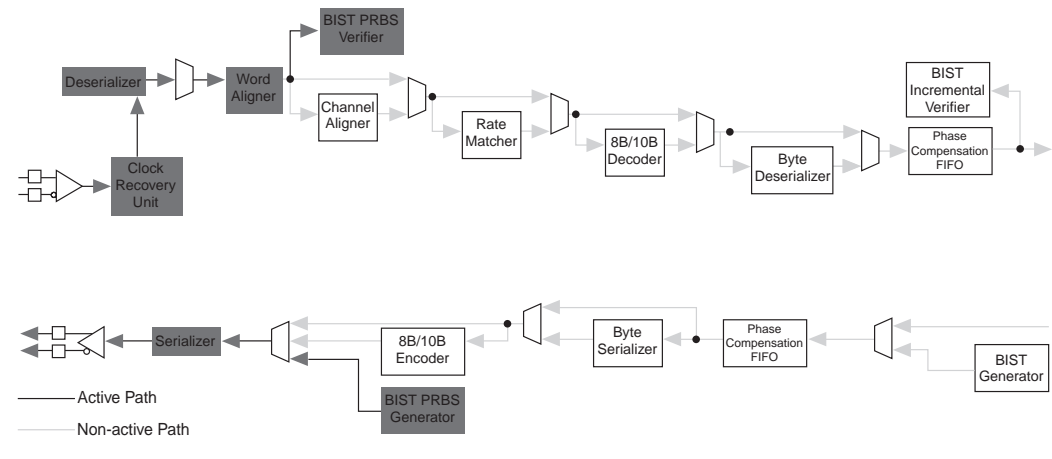 BIST PRBS
Verifier
Deserializer
Word
Aligner
Channel
Aligner
Rate
Matcher
8B/10B
Decoder
Byte
Deserializer
BIST
Incremental
Verifier
Phase
Compensation
FIFO
Clock
Recovery
Unit
Serializer
8B/10B
Encoder
BIST PRBS
Generator
Byte
Serializer
Phase
Compensation
FIFO
BIST
Generator
Active Path
Non-active Path